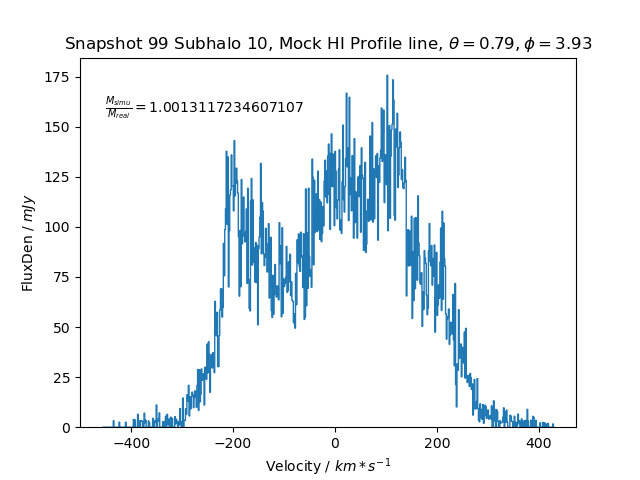 Snapshot 99 Subhalo 10, Mock HI Profile line, θ = 0.79, ϕ = 3.93
M_simu/M_real = 1.0013117234607107
FluxDen / mJy
175
150
125
100
75
50
25
0
−400 −200 0 200 400
Velocity / km * s⁻¹